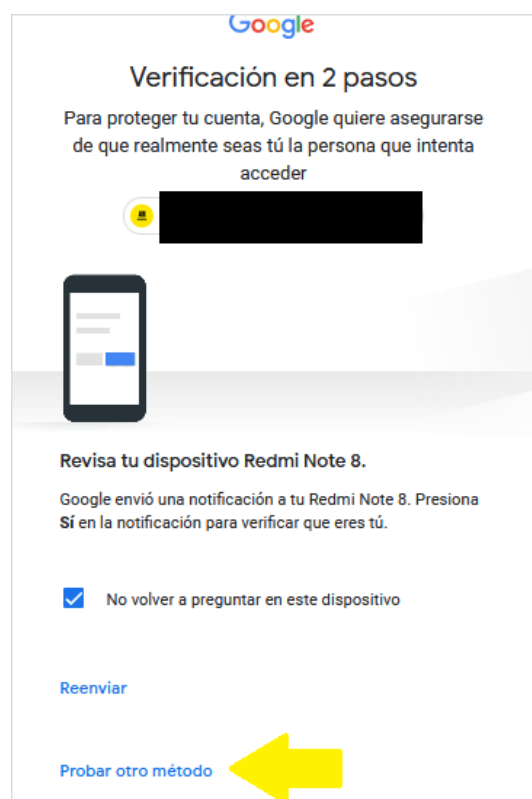 Google
Verificación en 2 pasos
Para proteger tu cuenta, Google quiere asegurarse
de que realmente seas tú la persona que intenta
acceder
Revisa tu dispositivo Redmi Note 8.
Google envió una notificación a tu Redmi Note 8. Presiona
Sí en la notificación para verificar que eres tú.
No volver a preguntar en este dispositivo
Reenviar
Probar otro método